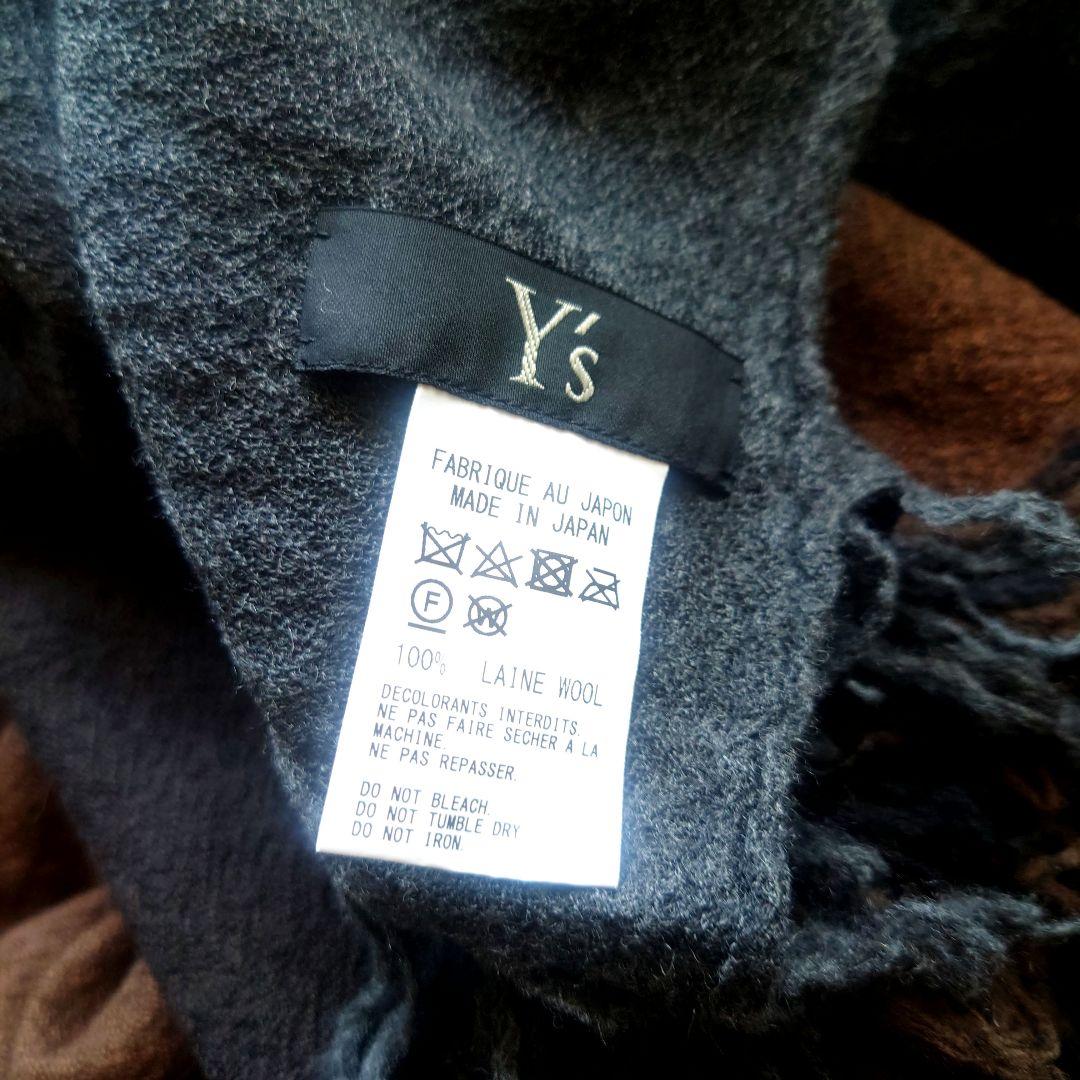 Y's
FABRIQUE AU JAPON
MADE IN JAPAN
F W
100% LAINE WOOL
DECOLORANTS INTERDITS.
NE PAS FAIRE SECHER A LA
MACHINE.
NE PAS REPASSER.
DO NOT BLEACH.
DO NOT TUMBLE DRY
DO NOT IRON.